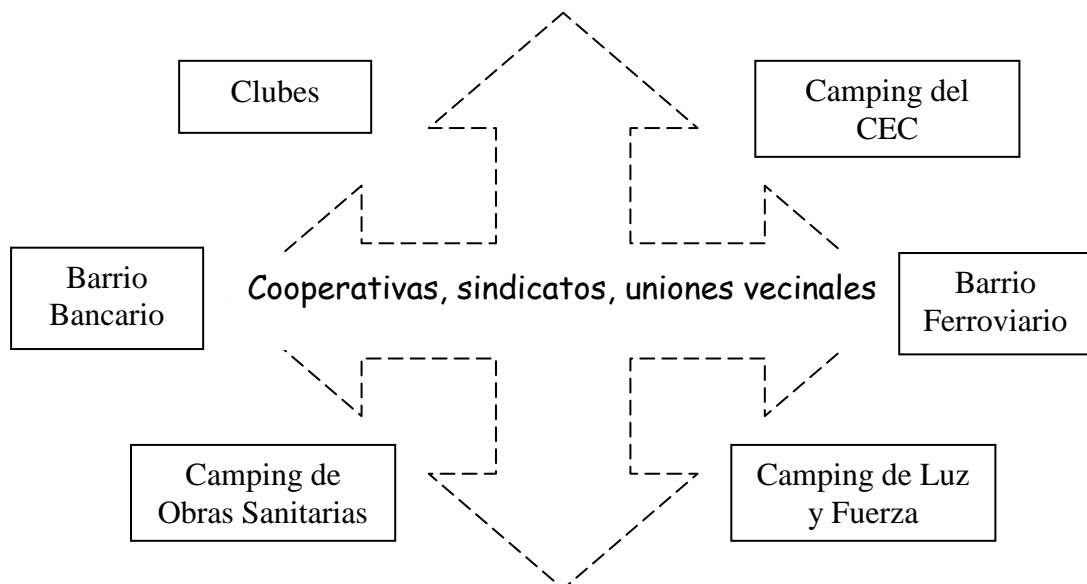 Clubes
Camping del
CEC
Barrio
Bancario
Cooperativas, sindicatos, uniones vecinales
Barrio
Ferroviario
Camping de
Obras Sanitarias
Camping de Luz
y Fuerza